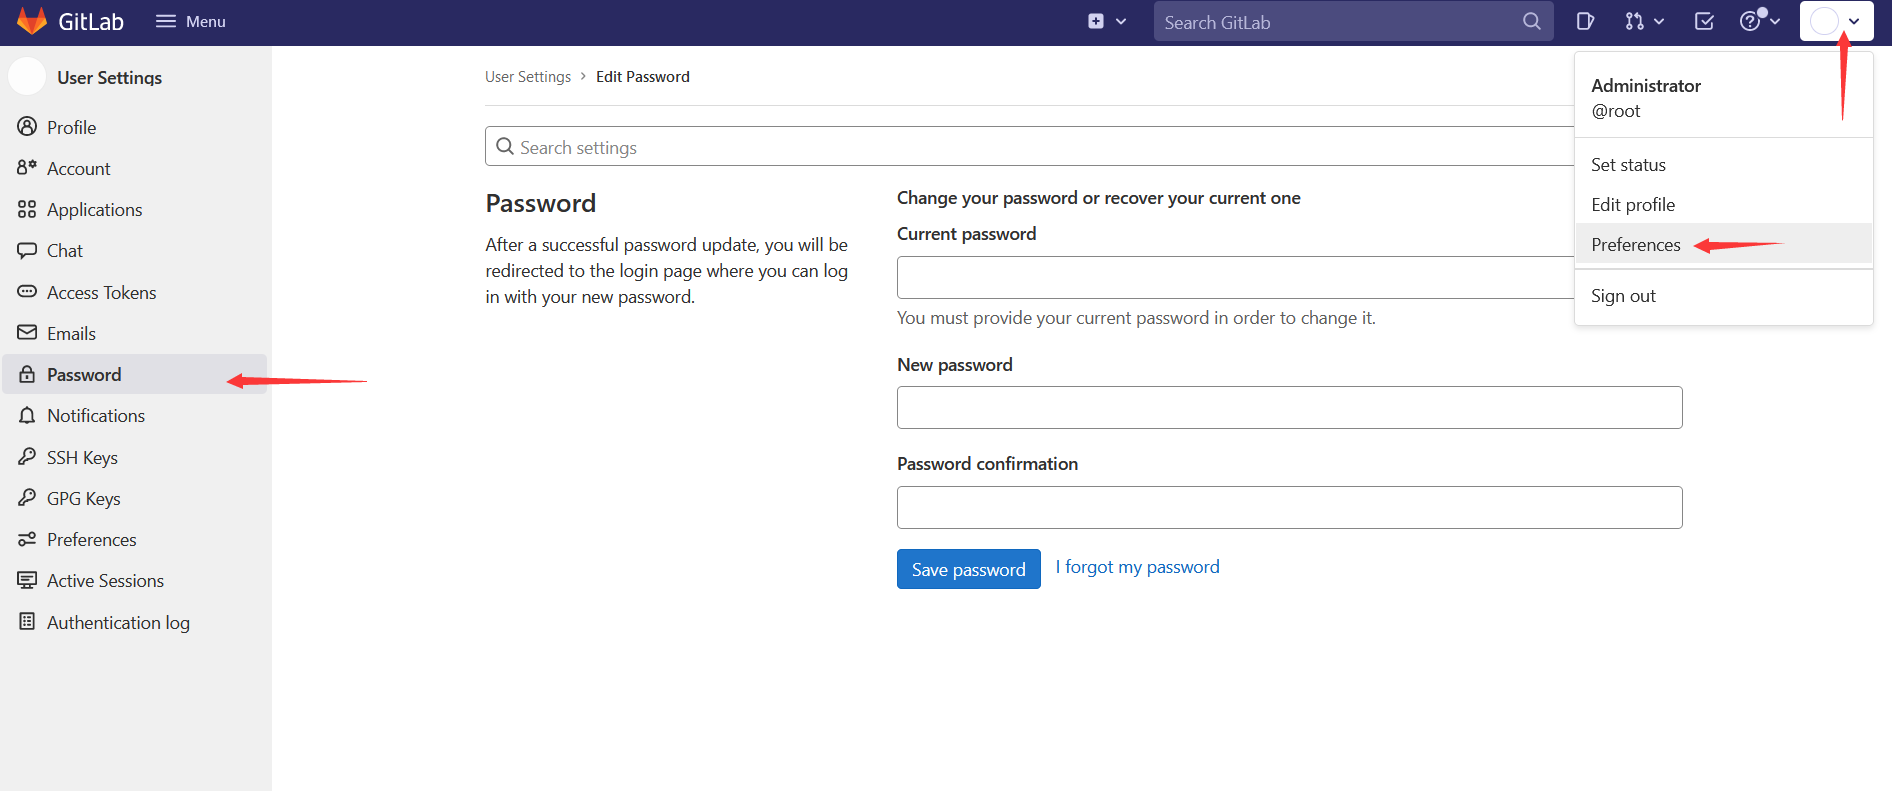 GitLab
Menu
Search GitLab
User Settings
Profile
Account
Applications
Chat
Access Tokens
Emails
Password
Notifications
SSH Keys
GPG Keys
Preferences
Active Sessions
Authentication log
User Settings › Edit Password
Search settings
Password
After a successful password update, you will be
redirected to the login page where you can log
in with your new password.
Change your password or recover your current one
Current password
You must provide your current password in order to change it.
New password
Password confirmation
Save password
I forgot my password
Administrator
@root
Set status
Edit profile
Preferences
Sign out